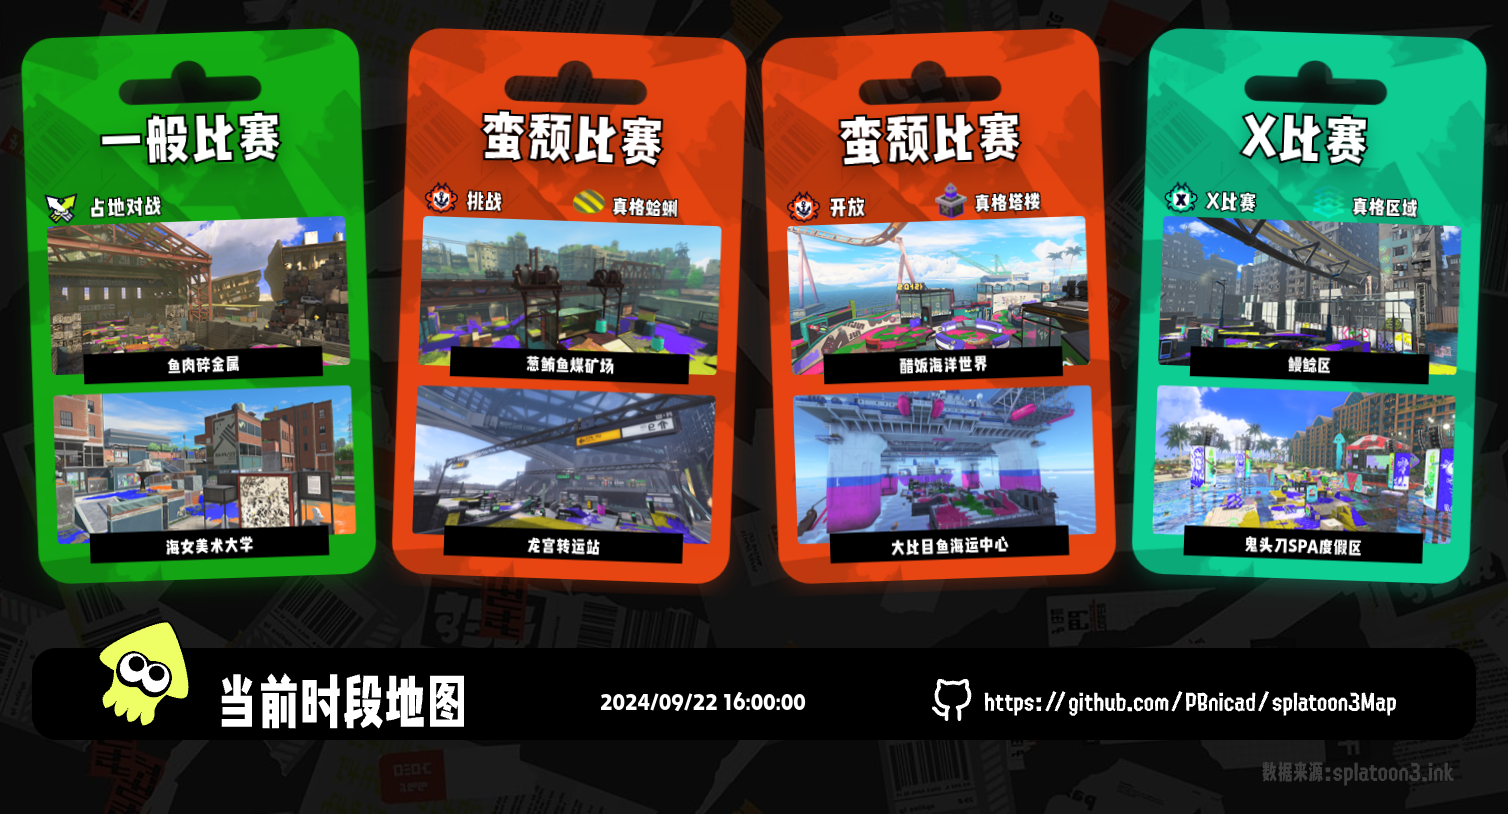 一般比赛
占地对战
鱼肉碎金属
海女美术大学
蛮颓比赛
挑战
真格蛤蜊
葱鲔鱼煤矿场
龙宫转运站
蛮颓比赛
开放
真格塔楼
醋饭海洋世界
大比目鱼海运中心
X比赛
X比赛
真格区域
鳗鲶区
鬼头刀SPA度假区
当前时段地图
2024/09/22 16:00:00
https://github.com/PBnicad/splatoon3Map
数据来源:splatoon3.ink